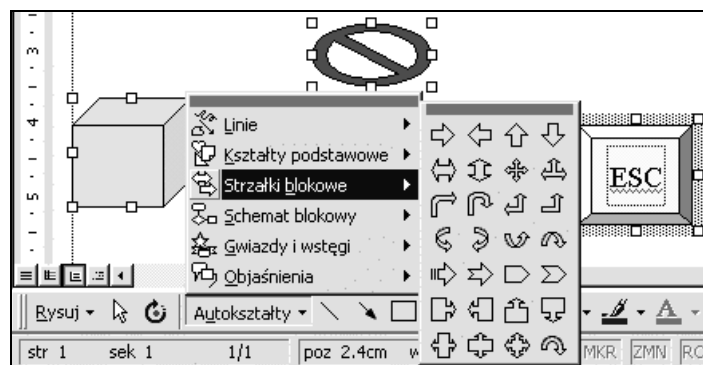 3
4
5
Linie
Kształty podstawowe
Strzałki blokowe
Schemat blokowy
Gwiazdy i wstęgi
Objaśnienia
ESC
Rysuj
Autokształty
A
str 1 sek 1 1/1 poz 2.4cm MKR ZMN